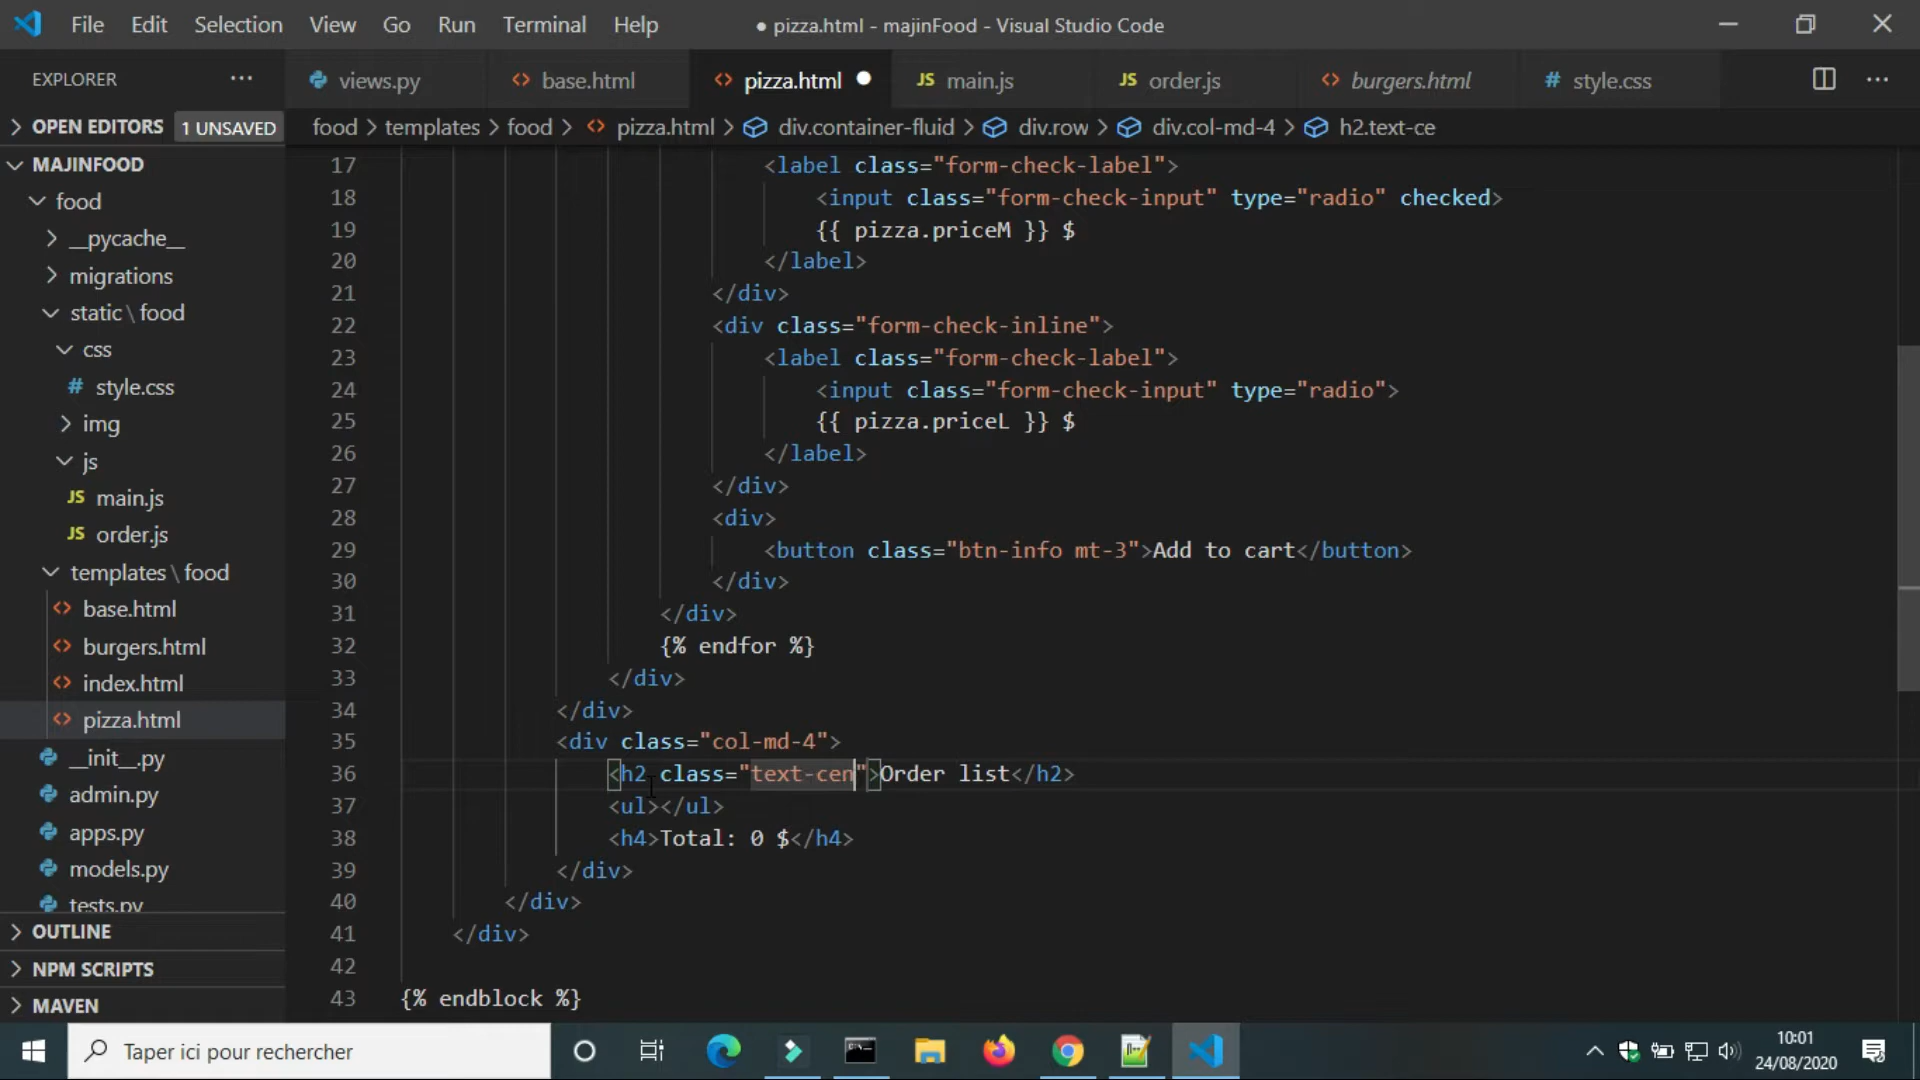 File Edit Selection View Go Run Terminal Help ● pizza.html - majinFood - Visual Studio Code
EXPLORER ··· views.py <> base.html <> pizza.html ● JS main.js JS order.js <> burgers.html # style.css ···
> OPEN EDITORS 1 UNSAVED food > templates > food > <> pizza.html > div.container-fluid > div.row > div.col-md-4 > h2.text-ce
MAJINFOOD
food
__pycache__
migrations
static \ food
css
# style.css
img
js
JS main.js
JS order.js
templates \ food
<> base.html
<> burgers.html
<> index.html
<> pizza.html
__init__.py
admin.py
apps.py
models.py
tests.py
> OUTLINE
> NPM SCRIPTS
> MAVEN
17 <label class="form-check-label">
18 <input class="form-check-input" type="radio" checked>
19 {{ pizza.priceM }} $
20 </label>
21 </div>
22 <div class="form-check-inline">
23 <label class="form-check-label">
24 <input class="form-check-input" type="radio">
25 {{ pizza.priceL }} $
26 </label>
27 </div>
28 <div>
29 <button class="btn-info mt-3">Add to cart</button>
30 </div>
31 </div>
32 {% endfor %}
33 </div>
34 </div>
35 <div class="col-md-4">
36 <h2 class="text-cen">Order list</h2>
37 <ul></ul>
38 <h4>Total: 0 $</h4>
39 </div>
40 </div>
41 </div>
42
43 {% endblock %}
Taper ici pour rechercher
10:01
24/08/2020